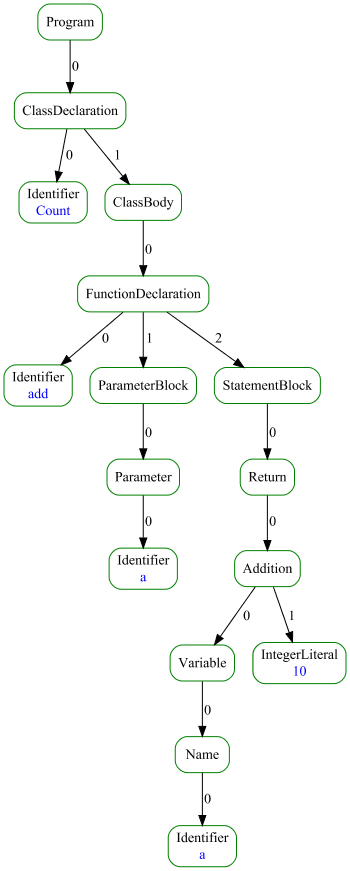 Program
0
ClassDeclaration
0
1
Identifier
Count
ClassBody
0
FunctionDeclaration
0
1
2
Identifier
add
ParameterBlock
StatementBlock
0
0
Parameter
Return
0
0
Identifier
a
Addition
0
1
Variable
IntegerLiteral
10
0
Name
0
Identifier
a